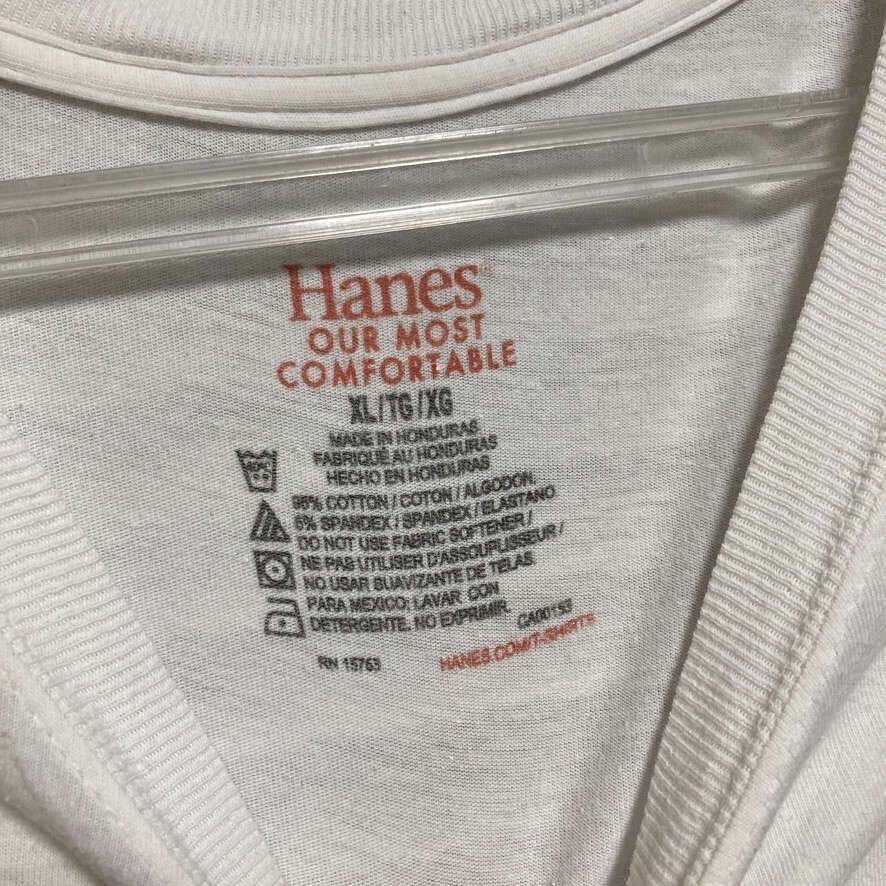 Hanes
OUR MOST
COMFORTABLE
XL/TG/XG
MADE IN HONDURAS
FABRIQUÉ AU HONDURAS
HECHO EN HONDURAS
95% COTTON / COTON / ALGODON
5% SPANDEX / SPANDEX / ELASTANO
DO NOT USE FABRIC SOFTENER /
NE PAS UTILISER D'ASSOUPLISSEUR /
NO USAR SUAVIZANTE DE TELAS.
PARA MEXICO: LAVAR CON
DETERGENTE. NO EXPRIMIR.
RN 15763
HANES.COM/T-SHIRTS